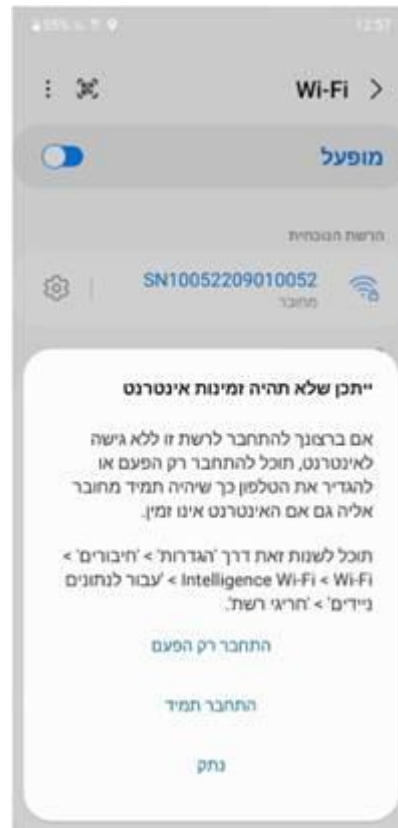 12:57
55%
Wi-Fi
מופעל
הרשת הנוכחית
SN10052209010052
מחובר
ייתכן שלא תהיה זמינות אינטרנט
אם ברצונך להתחבר לרשת זו ללא גישה
לאינטרנט, תוכל להתחבר רק הפעם או
להגדיר את הטלפון כך שיהיה תמיד מחובר
אליה גם אם האינטרנט אינו זמין.
תוכל לשנות זאת דרך 'הגדרות' > 'חיבורים' >
Intelligence Wi-Fi < Wi-Fi > 'עבור לנתונים
ניידים' > 'חריגי רשת'.
התחבר רק הפעם
התחבר תמיד
נתק